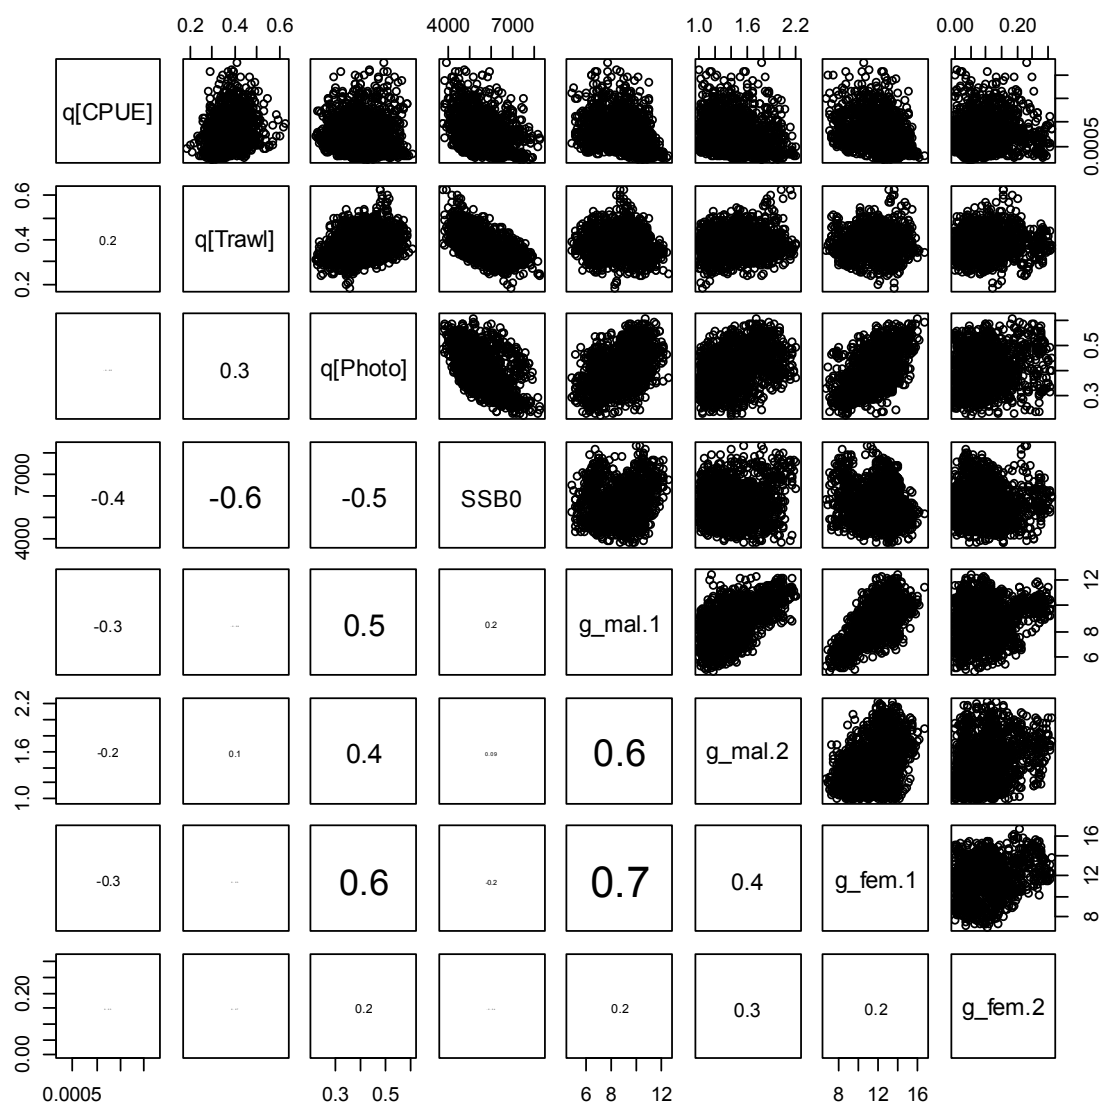 0.2 0.4 0.6 4000 7000 1.0 1.6 2.2 0.00 0.20
q[CPUE] 0.0005
0.2 0.4 0.6 0.2 q[Trawl]
0.3 q[Photo] 0.3 0.5
4000 7000 -0.4 -0.6 -0.5 SSB0
-0.3 0.5 0.2 g_mal.1 6 8 12
1.0 1.6 2.2 -0.2 0.1 0.4 0.09 0.6 g_mal.2
-0.3 0.6 -0.2 0.7 0.4 g_fem.1 8 12 16
0.00 0.20 0.2 0.2 0.3 0.2 g_fem.2
0.0005 0.3 0.5 6 8 12 8 12 16